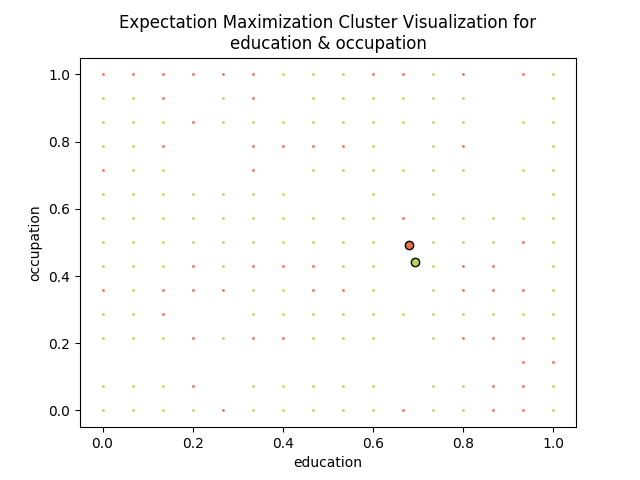 Expectation Maximization Cluster Visualization for
education & occupation
1.0
0.8
0.6
0.4
0.2
0.0
occupation
0.0 0.2 0.4 0.6 0.8 1.0
education